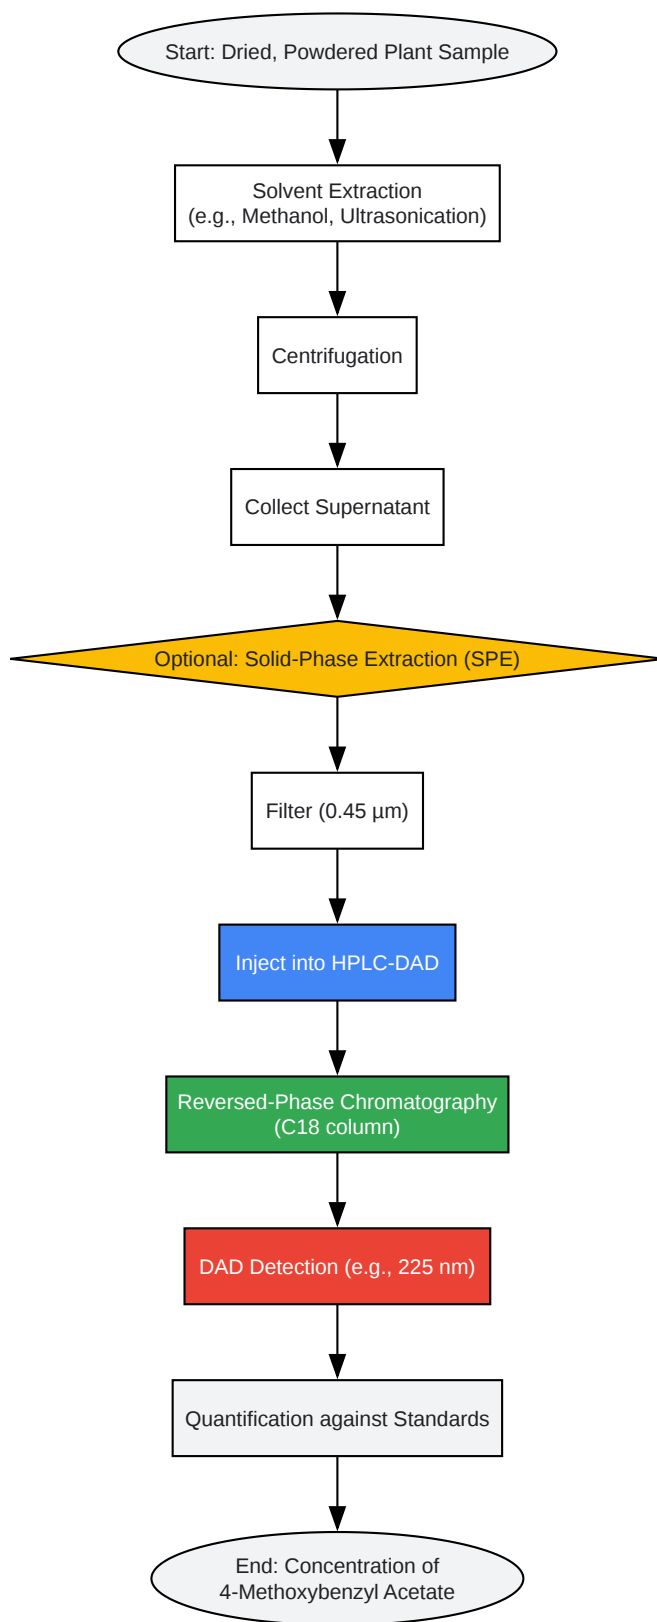 Start: Dried, Powdered Plant Sample
Solvent Extraction
(e.g., Methanol, Ultrasonication)
Centrifugation
Collect Supernatant
Optional: Solid-Phase Extraction (SPE)
Filter (0.45 µm)
Inject into HPLC-DAD
Reversed-Phase Chromatography
(C18 column)
DAD Detection (e.g., 225 nm)
Quantification against Standards
End: Concentration of
4-Methoxybenzyl Acetate